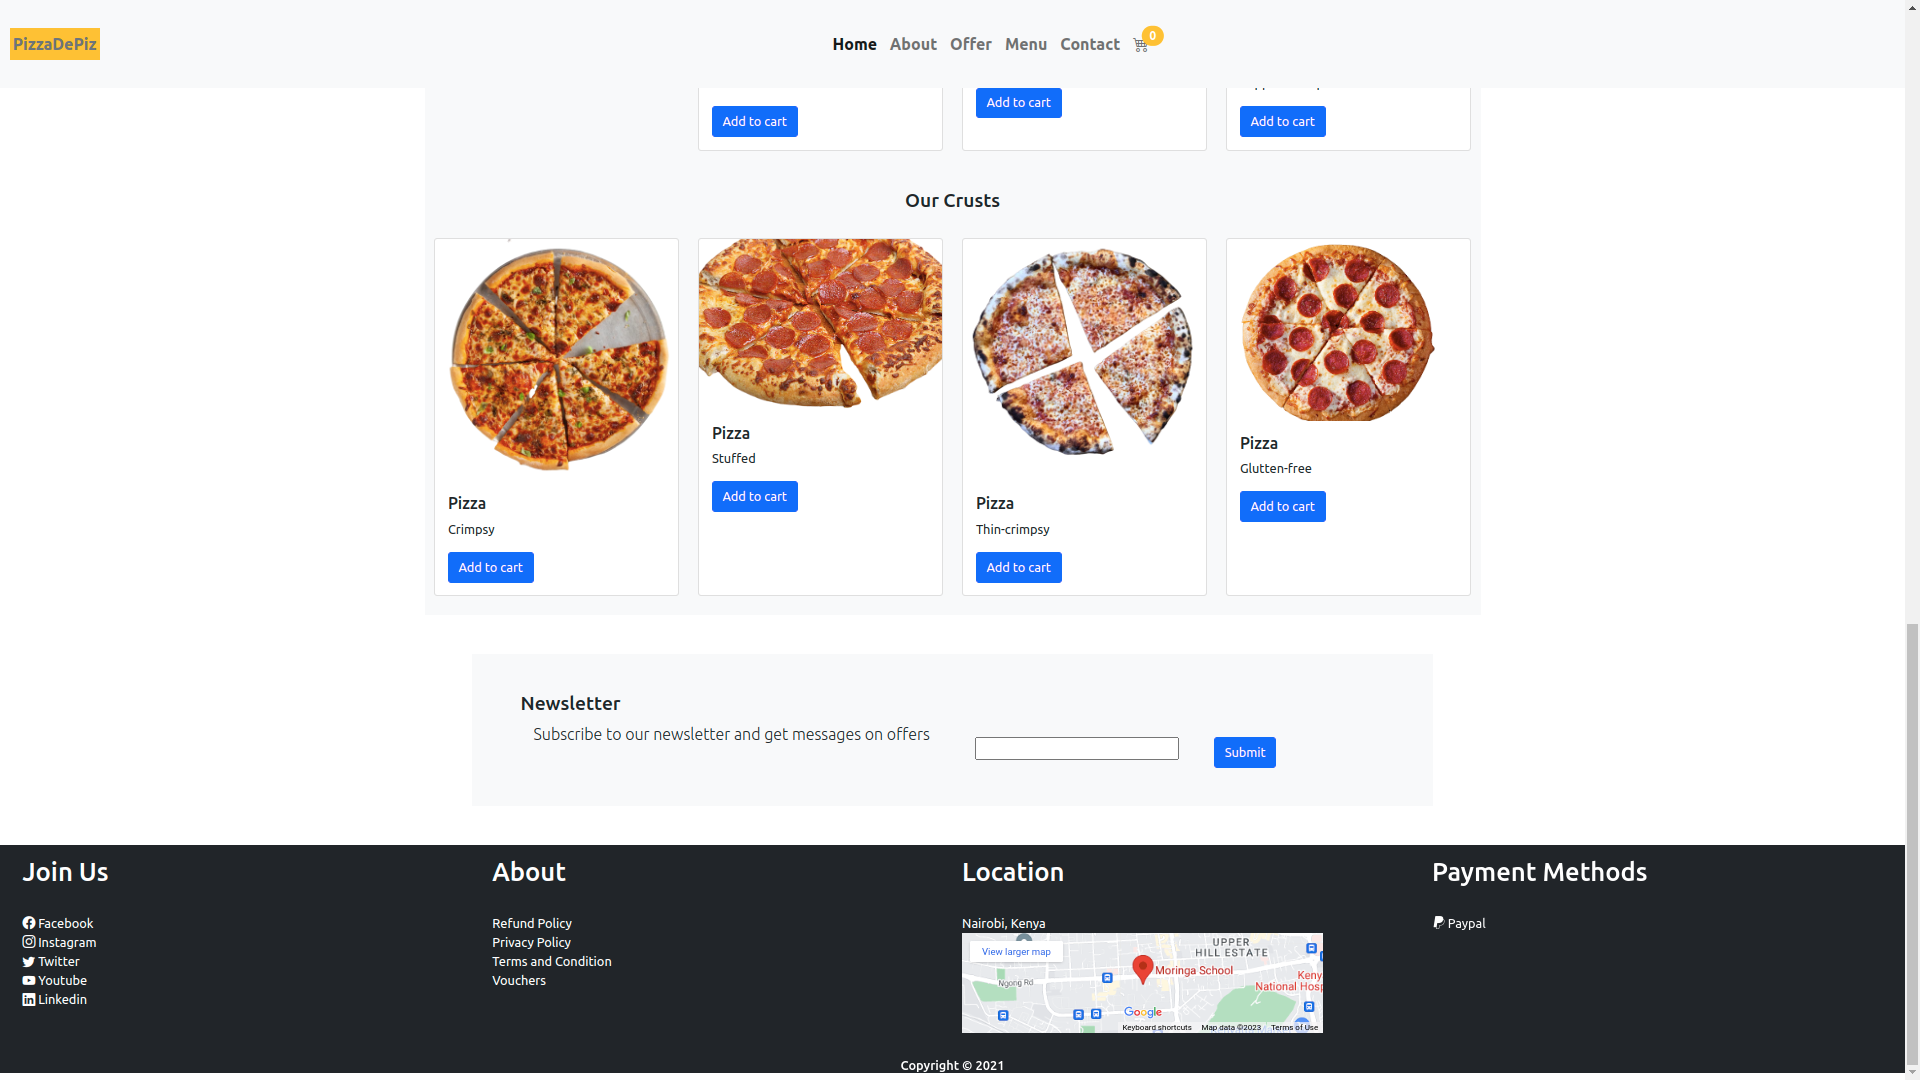 PizzaDePiz
Home About Offer Menu Contact 0
Add to cart
Add to cart
Add to cart
Our Crusts
Pizza
Crimpsy
Add to cart
Pizza
Stuffed
Add to cart
Pizza
Thin-crimpsy
Add to cart
Pizza
Glutten-free
Add to cart
Newsletter
Subscribe to our newsletter and get messages on offers
Submit
Join Us
Facebook
Instagram
Twitter
Youtube
Linkedin
About
Refund Policy
Privacy Policy
Terms and Condition
Vouchers
Location
Nairobi, Kenya
View larger map
UPPER
HILL ESTATE
Moringa School
Ngong Rd
Keny
National Hosp
Google
Keyboard shortcuts Map data ©2023 Terms of Use
Payment Methods
Paypal
Copyright © 2021